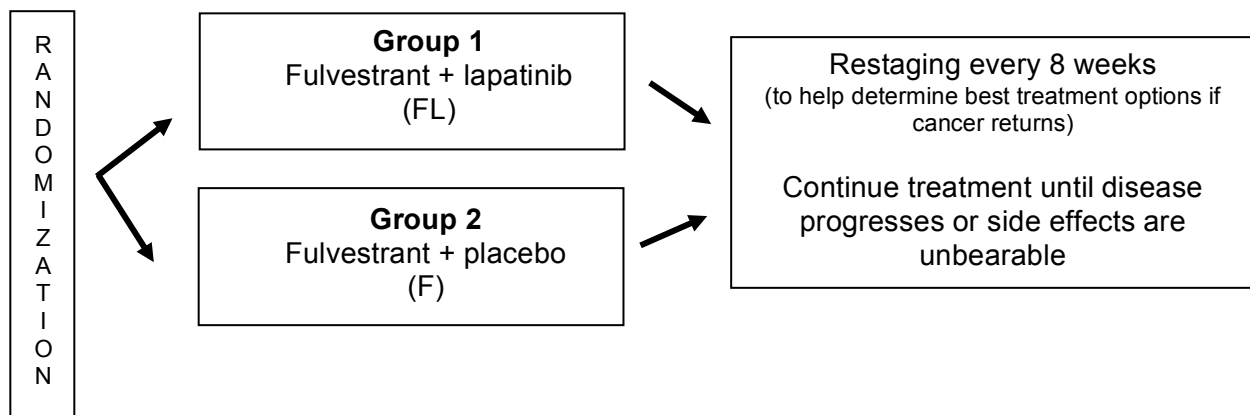 RANDOMIZATION
Group 1
Fulvestrant + lapatinib
(FL)
Group 2
Fulvestrant + placebo
(F)
Restaging every 8 weeks
(to help determine best treatment options if
cancer returns)
Continue treatment until disease
progresses or side effects are
unbearable